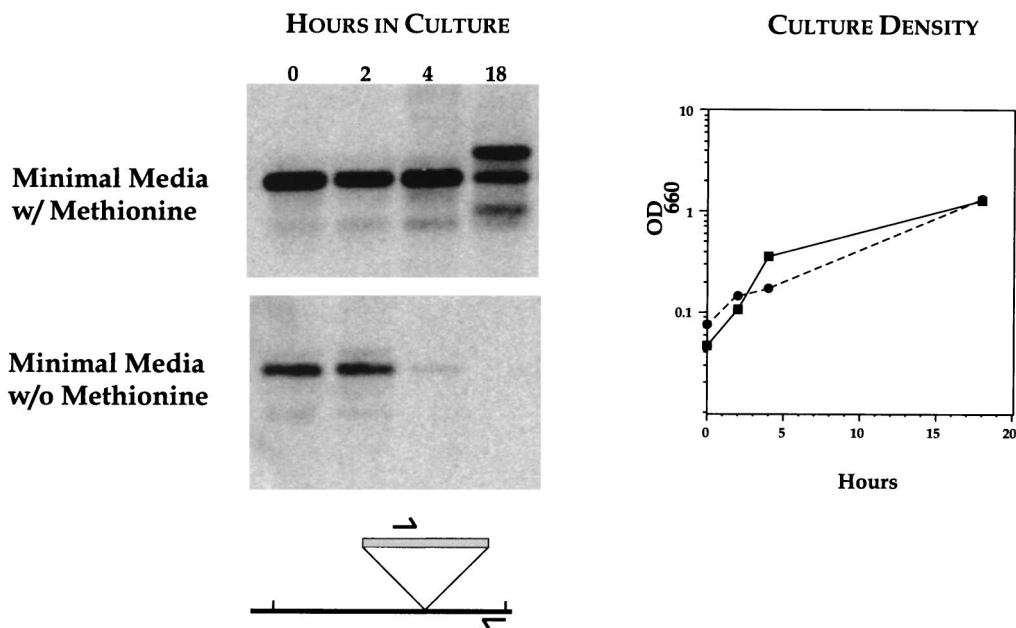 HOURS IN CULTURE
0 2 4 18
Minimal Media
w/ Methionine
Minimal Media
w/o Methionine
CULTURE DENSITY
10
1
0.1
OD660
0 5 10 15 20
Hours